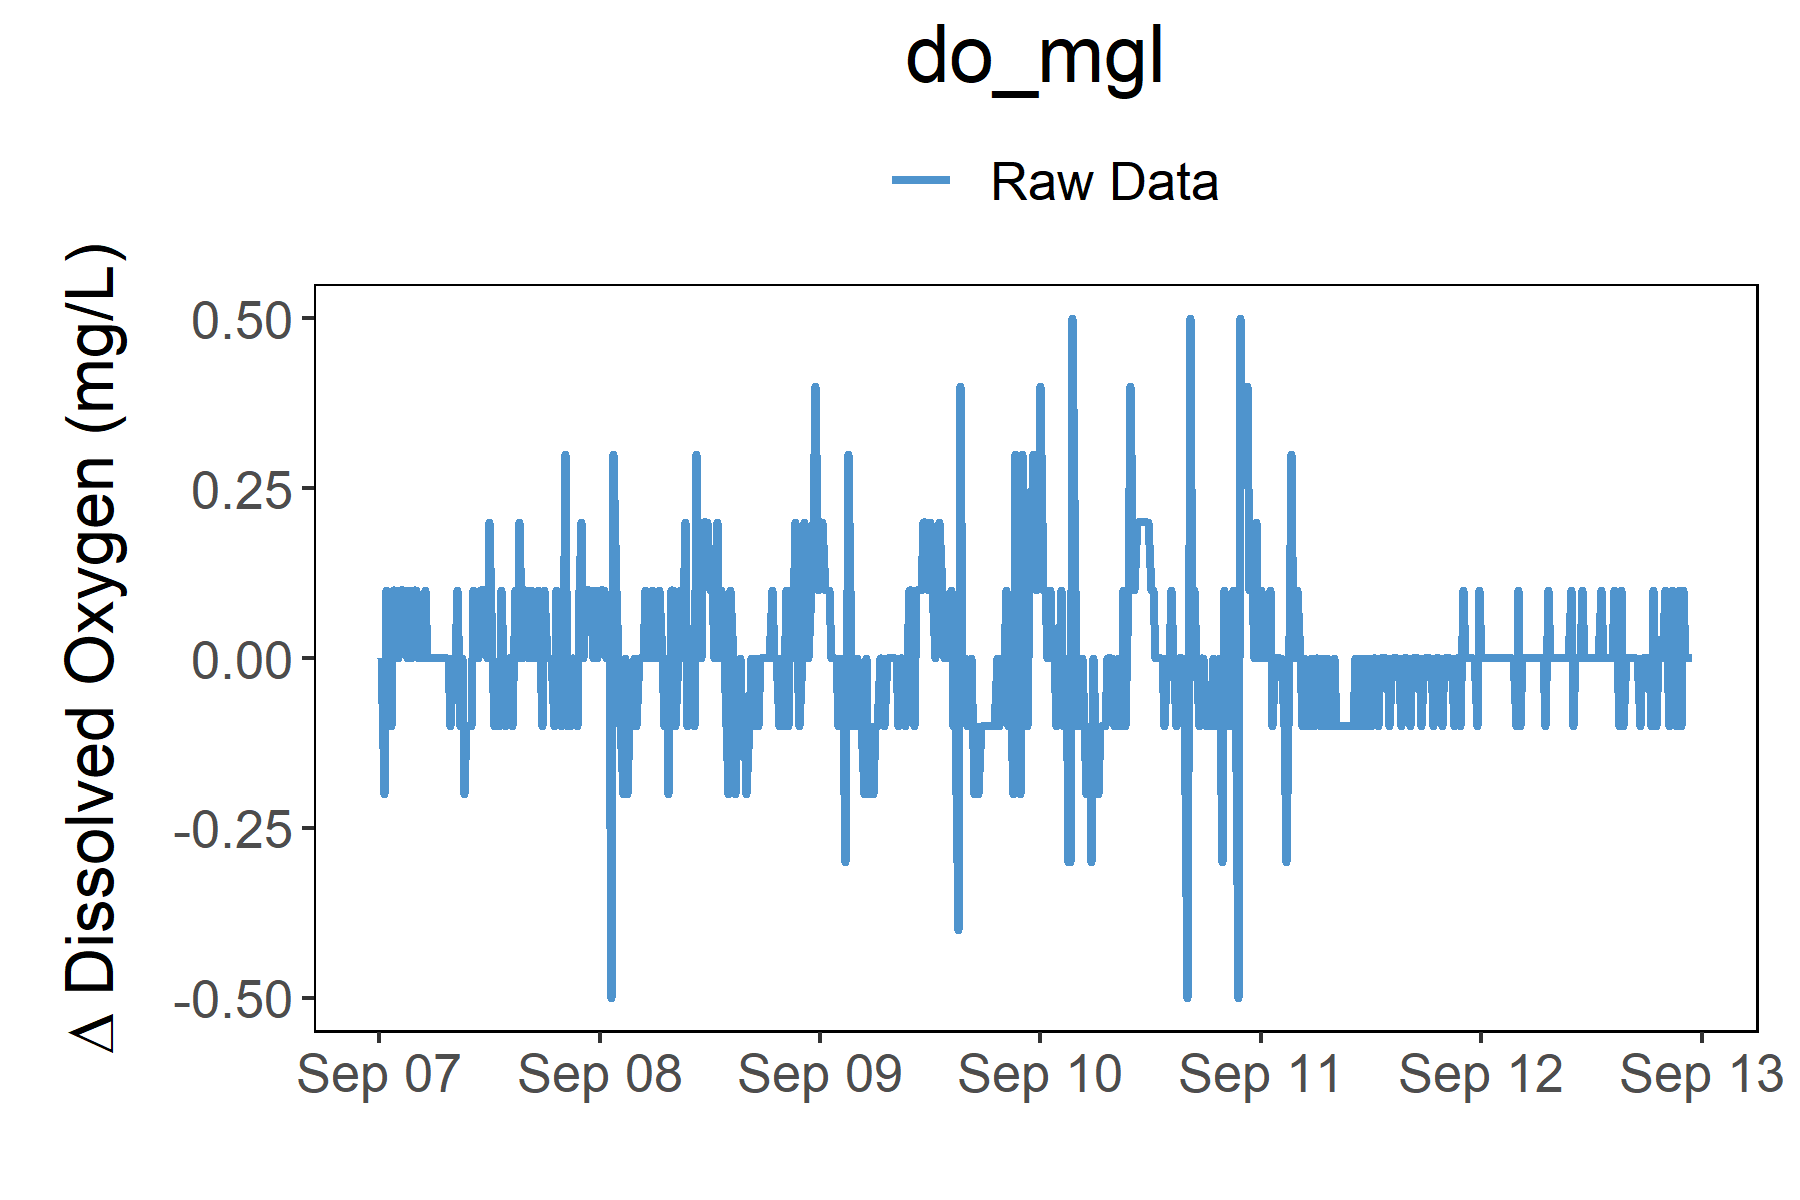 do_mgl
Raw Data
Δ Dissolved Oxygen (mg/L)
0.50
0.25
0.00
-0.25
-0.50
Sep 07 Sep 08 Sep 09 Sep 10 Sep 11 Sep 12 Sep 13